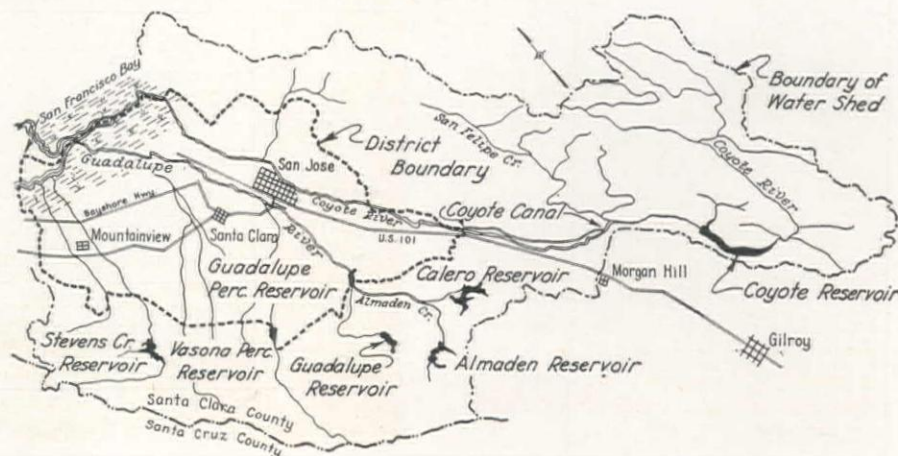 San Francisco Bay
Boundary of
Water Shed
San Felipe Cr.
District
Boundary
Guadalupe
San Jose
Coyote River
Coyote River
Coyote Canal
Bayshore Hwy.
U.S. 101
Mountainview
Santa Clara
River
Guadalupe
Perc. Reservoir
Calero Reservoir
Morgan Hill
Coyote Reservoir
Almaden Cr.
Stevens Cr.
Reservoir
Vasona Perc.
Reservoir
Guadalupe
Reservoir
Almaden Reservoir
Gilroy
Santa Clara County
Santa Cruz County